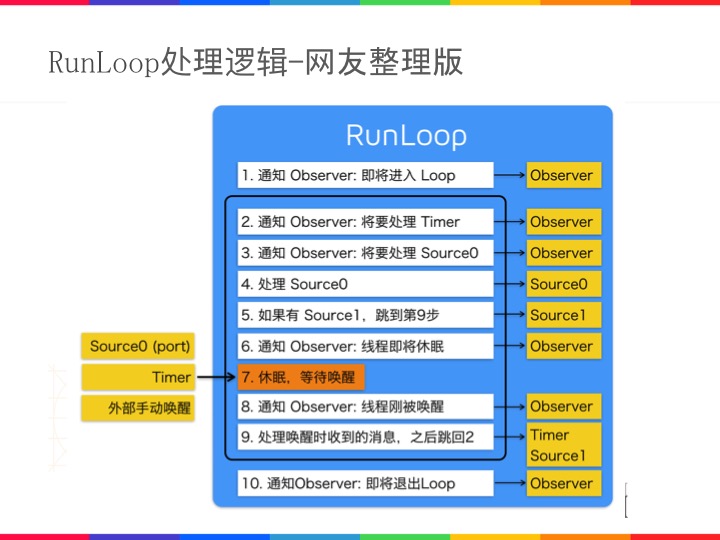 RunLoop处理逻辑-网友整理版
RunLoop
1. 通知 Observer: 即将进入 Loop
Observer
2. 通知 Observer: 将要处理 Timer
Observer
3. 通知 Observer: 将要处理 Source0
Observer
4. 处理 Source0
Source0
5. 如果有 Source1，跳到第9步
Source1
Source0 (port)
6. 通知 Observer: 线程即将休眠
Observer
Timer
7. 休眠，等待唤醒
外部手动唤醒
8. 通知 Observer: 线程刚被唤醒
Observer
9. 处理唤醒时收到的消息，之后跳回2
Timer
Source1
10. 通知Observer: 即将退出Loop
Observer